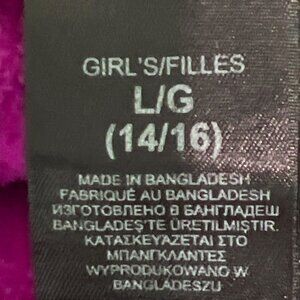 GIRL'S/FILLES
L/G
(14/16)
MADE IN BANGLADESH
FABRIQUÉ AU BANGLADESH
ИЗГОТОВЛЕНО В БАНГЛАДЕШ
BANGLADEŞ'TE ÜRETILMIŞTIR.
ΚΑΤΑΣΚΕΥΑΖΕΤΑΙ ΣΤΟ
ΜΠΑΝΓΚΛΑΝΤΕΣ
WYPRODUKOWANO W
BANGLADESZU